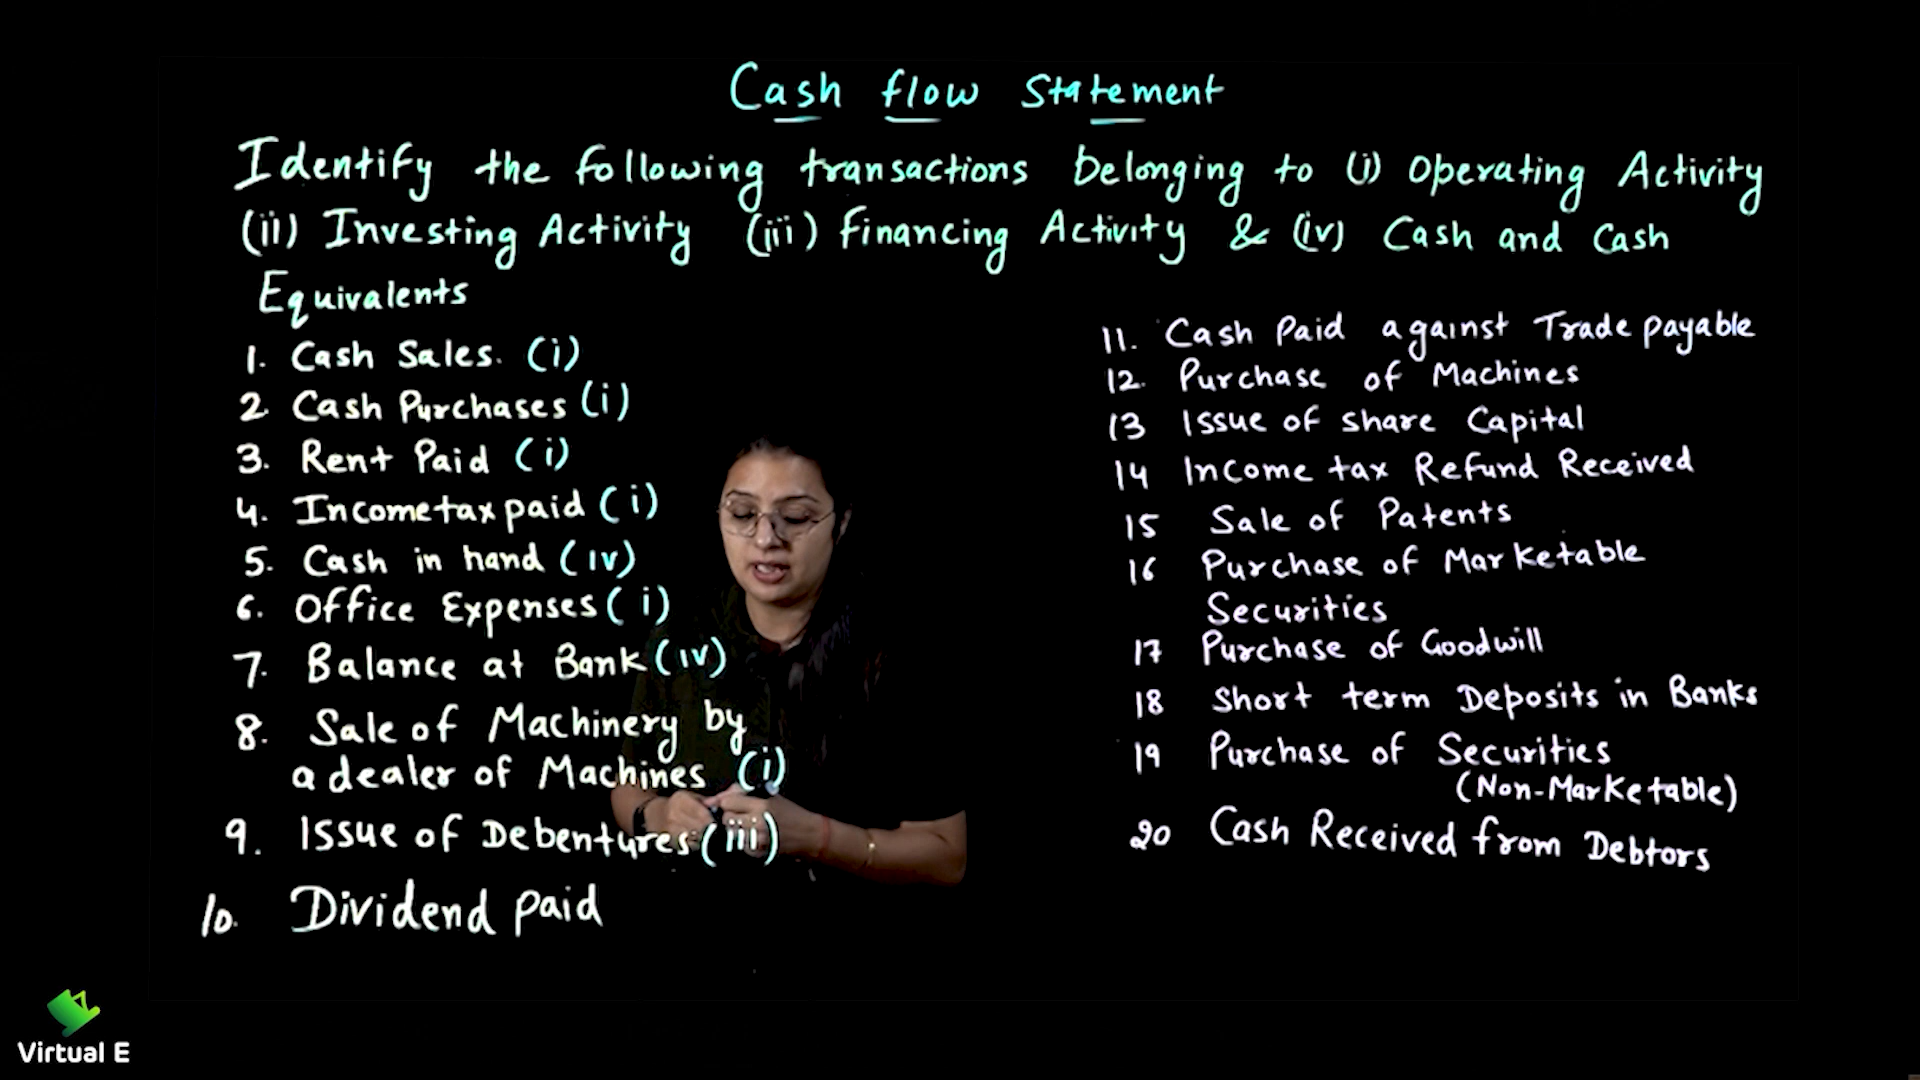 Cash flow Statement
Identify the following transactions belonging to (i) Operating Activity
(ii) Investing Activity (iii) Financing Activity & (iv) Cash and Cash
Equivalents
1. Cash Sales. (i)
2. Cash Purchases (i)
3. Rent Paid (i)
4. Income tax paid (i)
5. Cash in hand (iv)
6. Office Expenses (i)
7. Balance at Bank (iv)
8. Sale of Machinery by
a dealer of Machines (i)
9. Issue of Debentures (iii)
10. Dividend paid
11. Cash Paid against Trade payable
12. Purchase of Machines
13 Issue of share Capital
14 Income tax Refund Received
15 Sale of Patents
16 Purchase of Marketable
Securities
17 Purchase of Goodwill
18 Short term Deposits in Banks
19 Purchase of Securities
(Non-Marketable)
20 Cash Received from Debtors
Virtual E